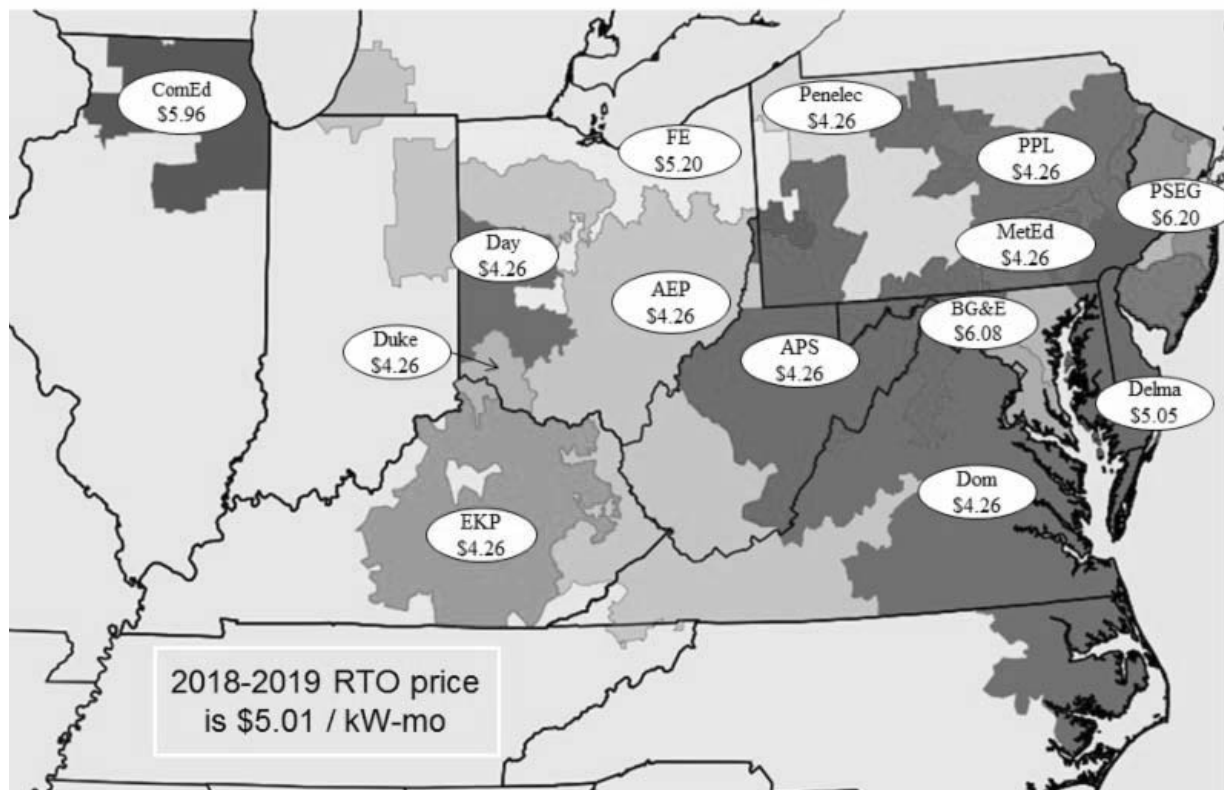 ComEd
$5.96
Penelec
$4.26
FE
$5.20
PPL
$4.26
PSEG
$6.20
Day
$4.26
MetEd
$4.26
AEP
$4.26
BG&E
$6.08
Duke
$4.26
APS
$4.26
Delma
$5.05
Dom
$4.26
EKP
$4.26
2018-2019 RTO price
is $5.01 / kW-mo